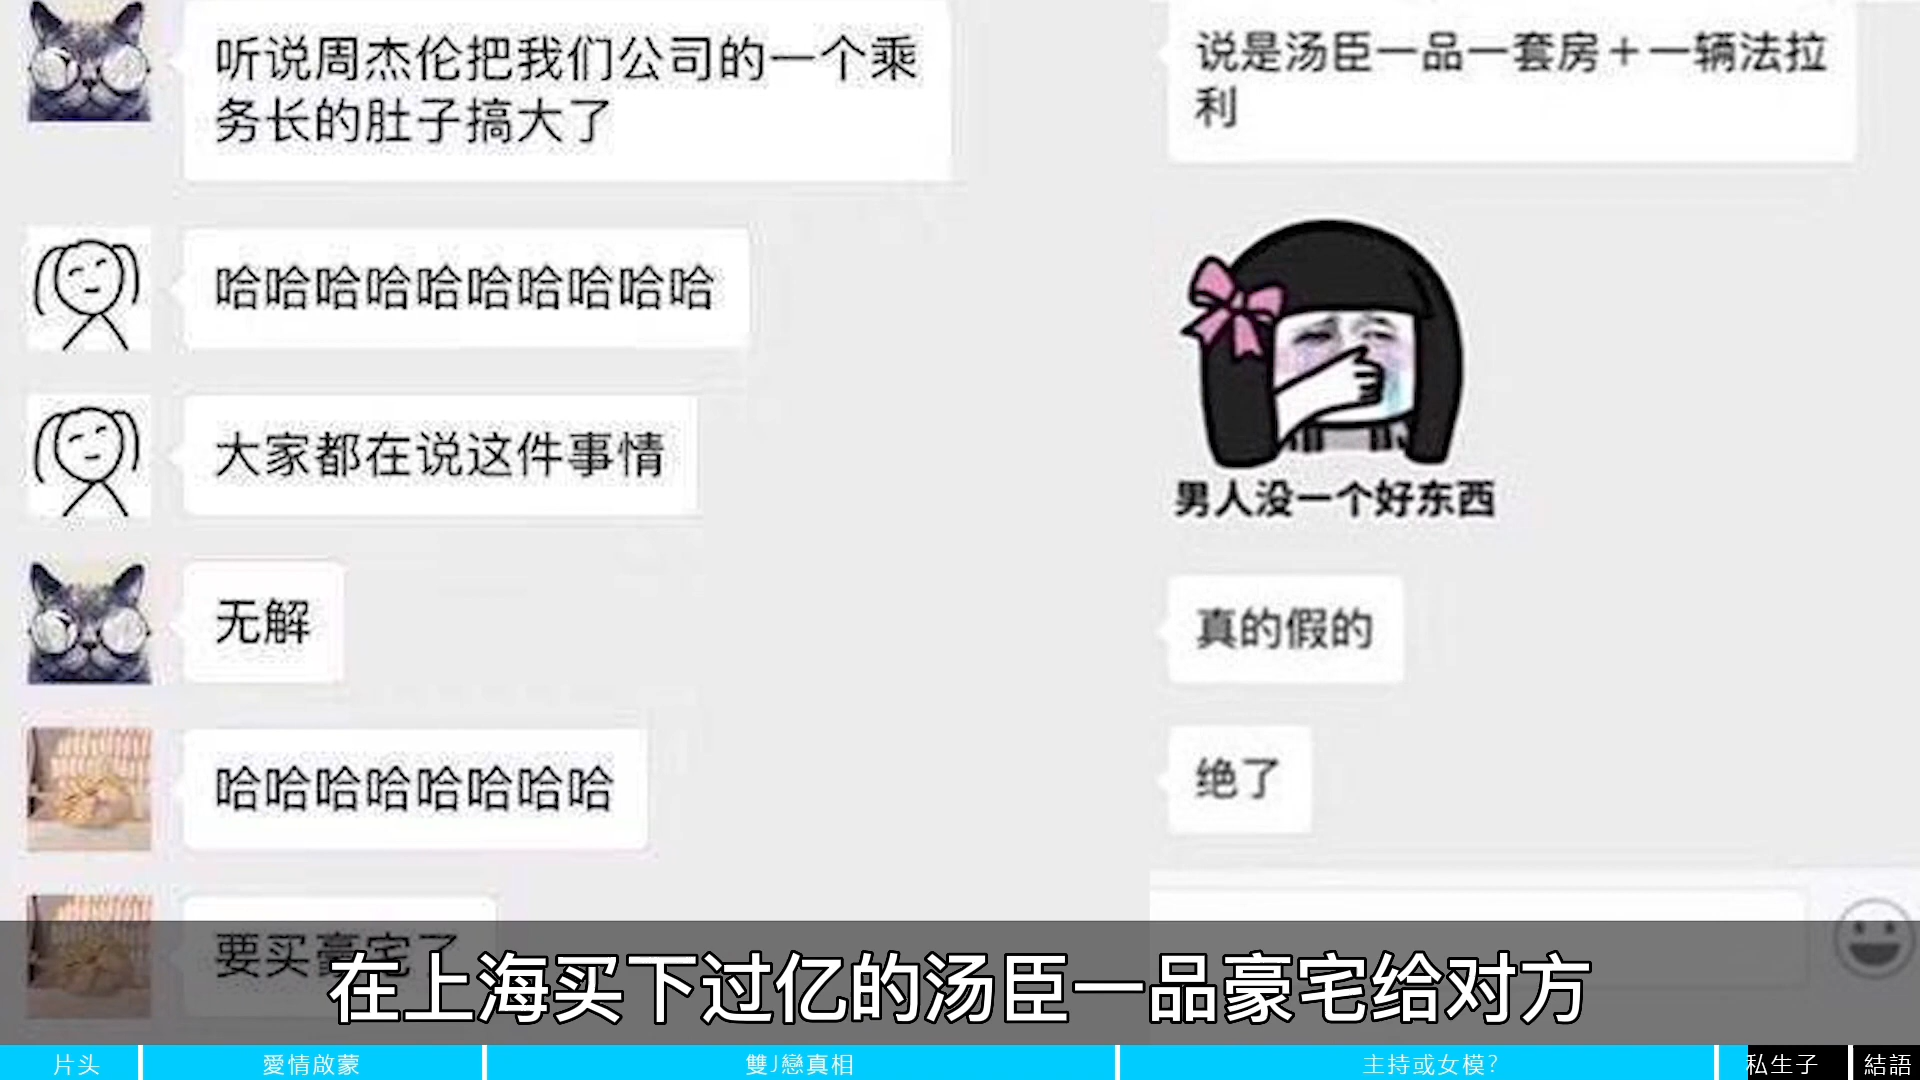 听说周杰伦把我们公司的一个乘
务长的肚子搞大了
哈哈哈哈哈哈哈哈哈哈
大家都在说这件事情
无解
哈哈哈哈哈哈哈哈
要买豪宅了
说是汤臣一品一套房＋一辆法拉
利
男人没一个好东西
真的假的
绝了
在上海买下过亿的汤臣一品豪宅给对方
片头
愛情啟蒙
雙J戀真相
主持或女模？
私生子
結語